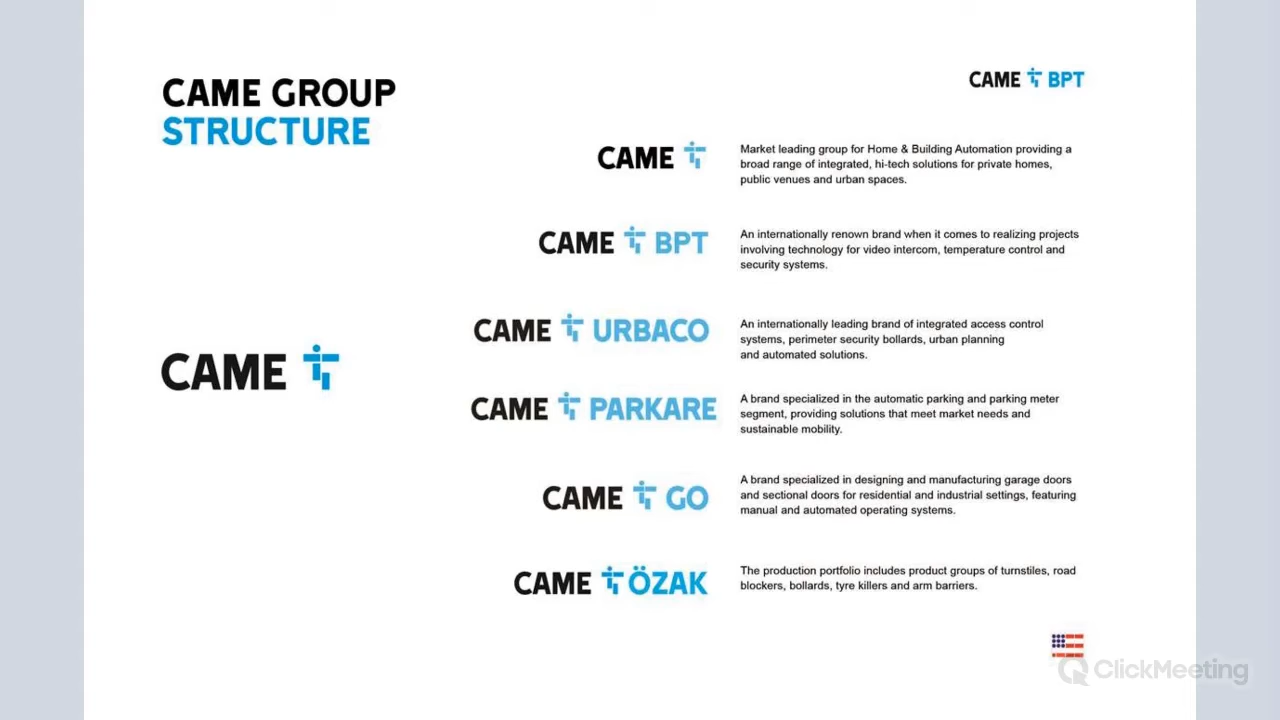 CAME GROUP
STRUCTURE
CAME BPT
CAME
Market leading group for Home & Building Automation providing a
broad range of integrated, hi-tech solutions for private homes,
public venues and urban spaces.
CAME BPT
An internationally renown brand when it comes to realizing projects
involving technology for video intercom, temperature control and
security systems.
CAME URBACO
An internationally leading brand of integrated access control
systems, perimeter security bollards, urban planning
and automated solutions.
CAME
CAME PARKARE
A brand specialized in the automatic parking and parking meter
segment, providing solutions that meet market needs and
sustainable mobility.
CAME GO
A brand specialized in designing and manufacturing garage doors
and sectional doors for residential and industrial settings, featuring
manual and automated operating systems.
CAME ÖZAK
The production portfolio includes product groups of turnstiles, road
blockers, bollards, tyre killers and arm barriers.
ClickMeeting